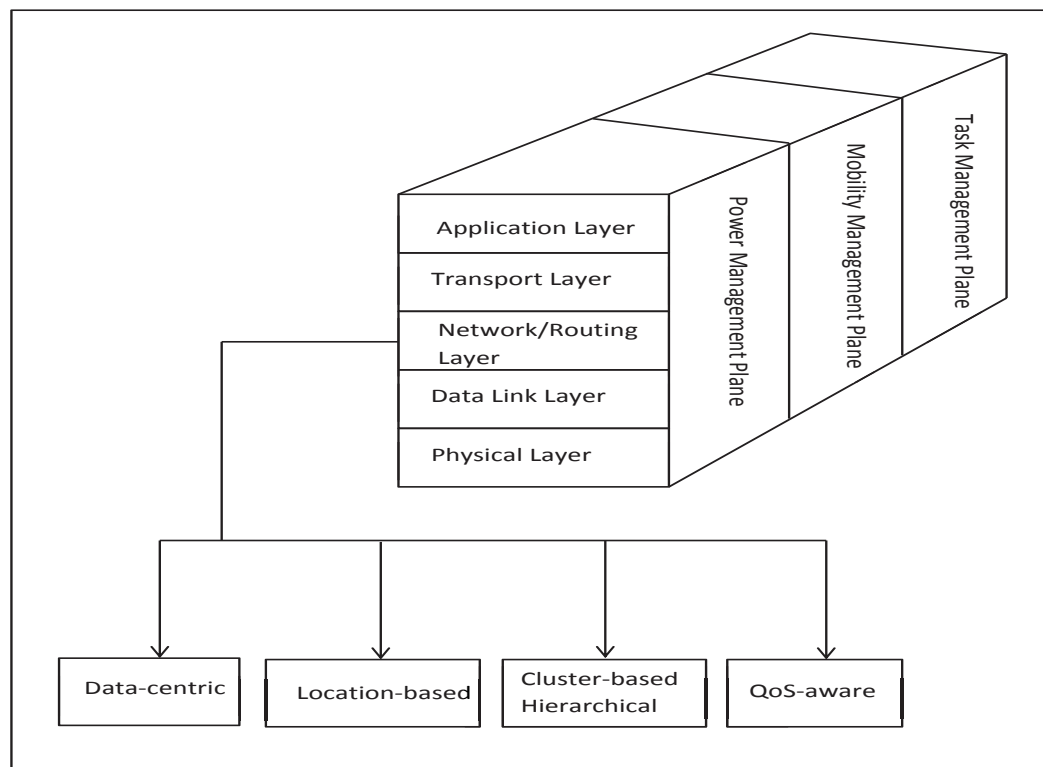 Application Layer
Transport Layer
Network/Routing
Layer
Data Link Layer
Physical Layer
Power Management Plane
Mobility Management Plane
Task Management Plane
Data-centric
Location-based
Cluster-based
Hierarchical
QoS-aware